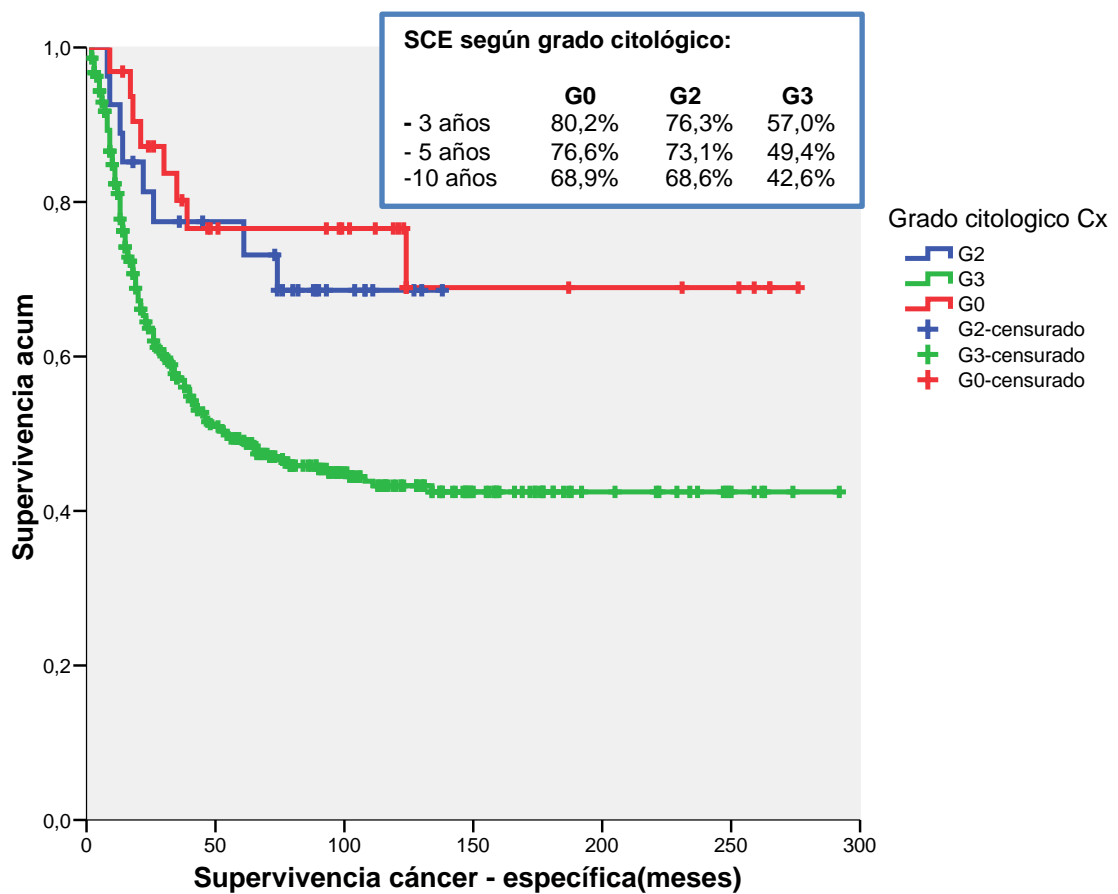 SCE según grado citológico:
G0 G2 G3
- 3 años 80,2% 76,3% 57,0%
- 5 años 76,6% 73,1% 49,4%
-10 años 68,9% 68,6% 42,6%
1,0
0,8
0,6
0,4
0,2
0,0
Supervivencia acum
0 50 100 150 200 250 300
Supervivencia cáncer - específica(meses)
Grado citologico Cx
G2
G3
G0
G2-censurado
G3-censurado
G0-censurado